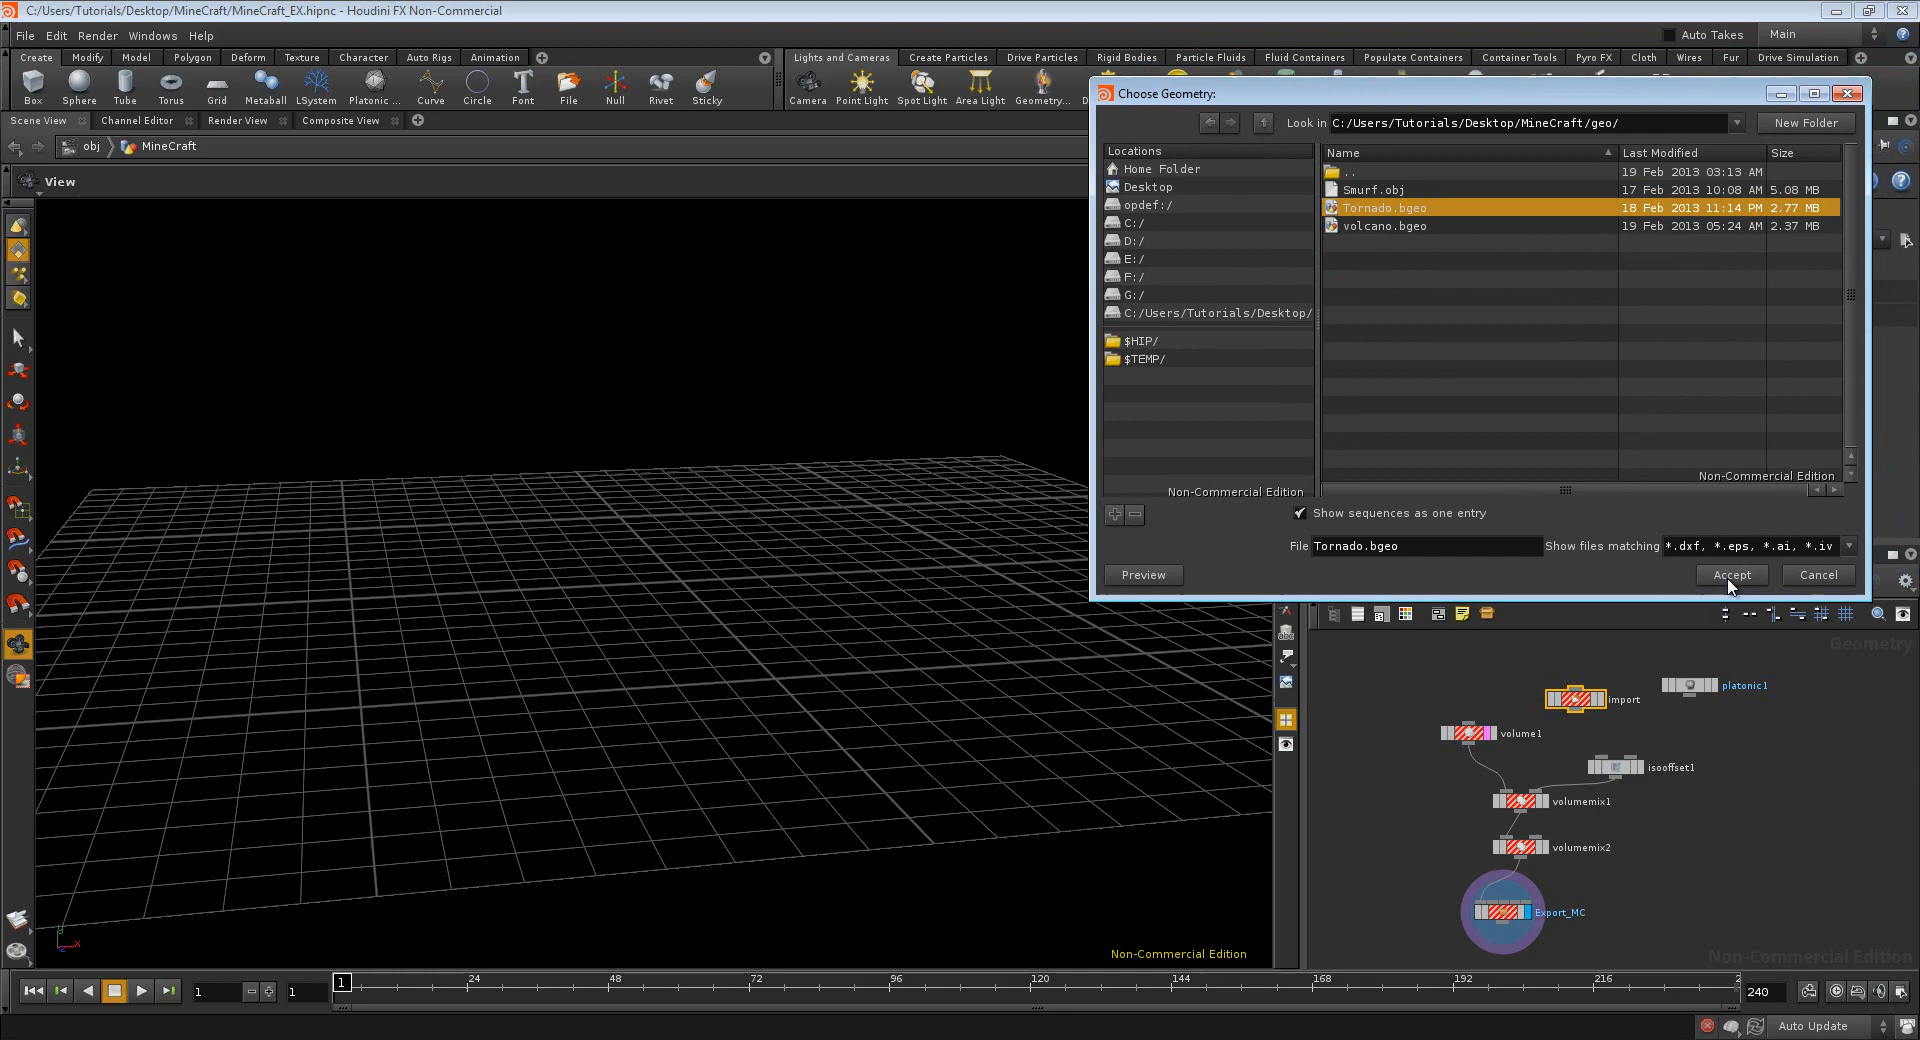 C:/Users/Tutorials/Desktop/MineCraft/MineCraft_EX.hipnc - Houdini FX Non-Commercial
File Edit Render Windows Help
Auto Takes Main
Create Modify Model Polygon Deform Texture Character Auto Rigs Animation
Lights and Cameras Create Particles Drive Particles Rigid Bodies Particle Fluids Fluid Containers Populate Containers Container Tools Pyro FX Cloth Wires Fur Drive Simulation
Box Sphere Tube Torus Grid Metaball LSystem Platonic ... Curve Circle Font File Null Rivet Sticky
Camera Point Light Spot Light Area Light Geometry...
Scene View Channel Editor Render View Composite View
obj MineCraft
View
Choose Geometry:
Look in C:/Users/Tutorials/Desktop/MineCraft/geo/ New Folder
Locations
Home Folder
Desktop
opdef:/
C:/
D:/
E:/
F:/
G:/
C:/Users/Tutorials/Desktop/
$HIP/
$TEMP/
Non-Commercial Edition
Name Last Modified Size
.. 19 Feb 2013 03:13 AM
Smurf.obj 17 Feb 2013 10:08 AM 5.08 MB
Tornado.bgeo 18 Feb 2013 11:14 PM 2.77 MB
volcano.bgeo 19 Feb 2013 05:24 AM 2.37 MB
Non-Commercial Edition
Show sequences as one entry
File Tornado.bgeo Show files matching *.dxf, *.eps, *.ai, *.iv
Preview Accept Cancel
Geometry
import
platonic1
volume1
isooffset1
volumemix1
volumemix2
Export_MC
Non-Commercial Edition
Non-Commercial Edition
1 1 1 24 48 72 96 120 144 168 192 216 2 240
Auto Update